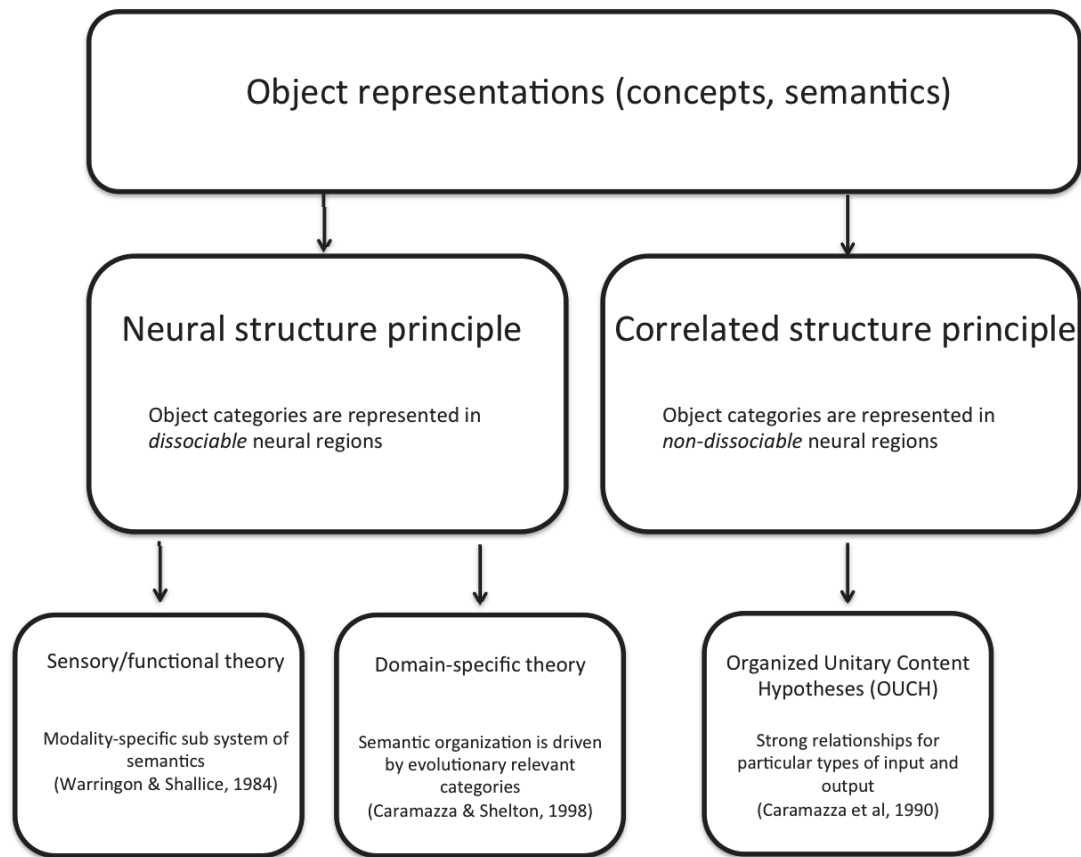 Object representations (concepts, semantics)
Neural structure principle
Object categories are represented in
dissociable neural regions
Correlated structure principle
Object categories are represented in
non-dissociable neural regions
Sensory/functional theory
Modality-specific sub system of
semantics
(Warringon & Shallice, 1984)
Domain-specific theory
Semantic organization is driven
by evolutionary relevant
categories
(Caramazza & Shelton, 1998)
Organized Unitary Content
Hypotheses (OUCH)
Strong relationships for
particular types of input and
output
(Caramazza et al, 1990)